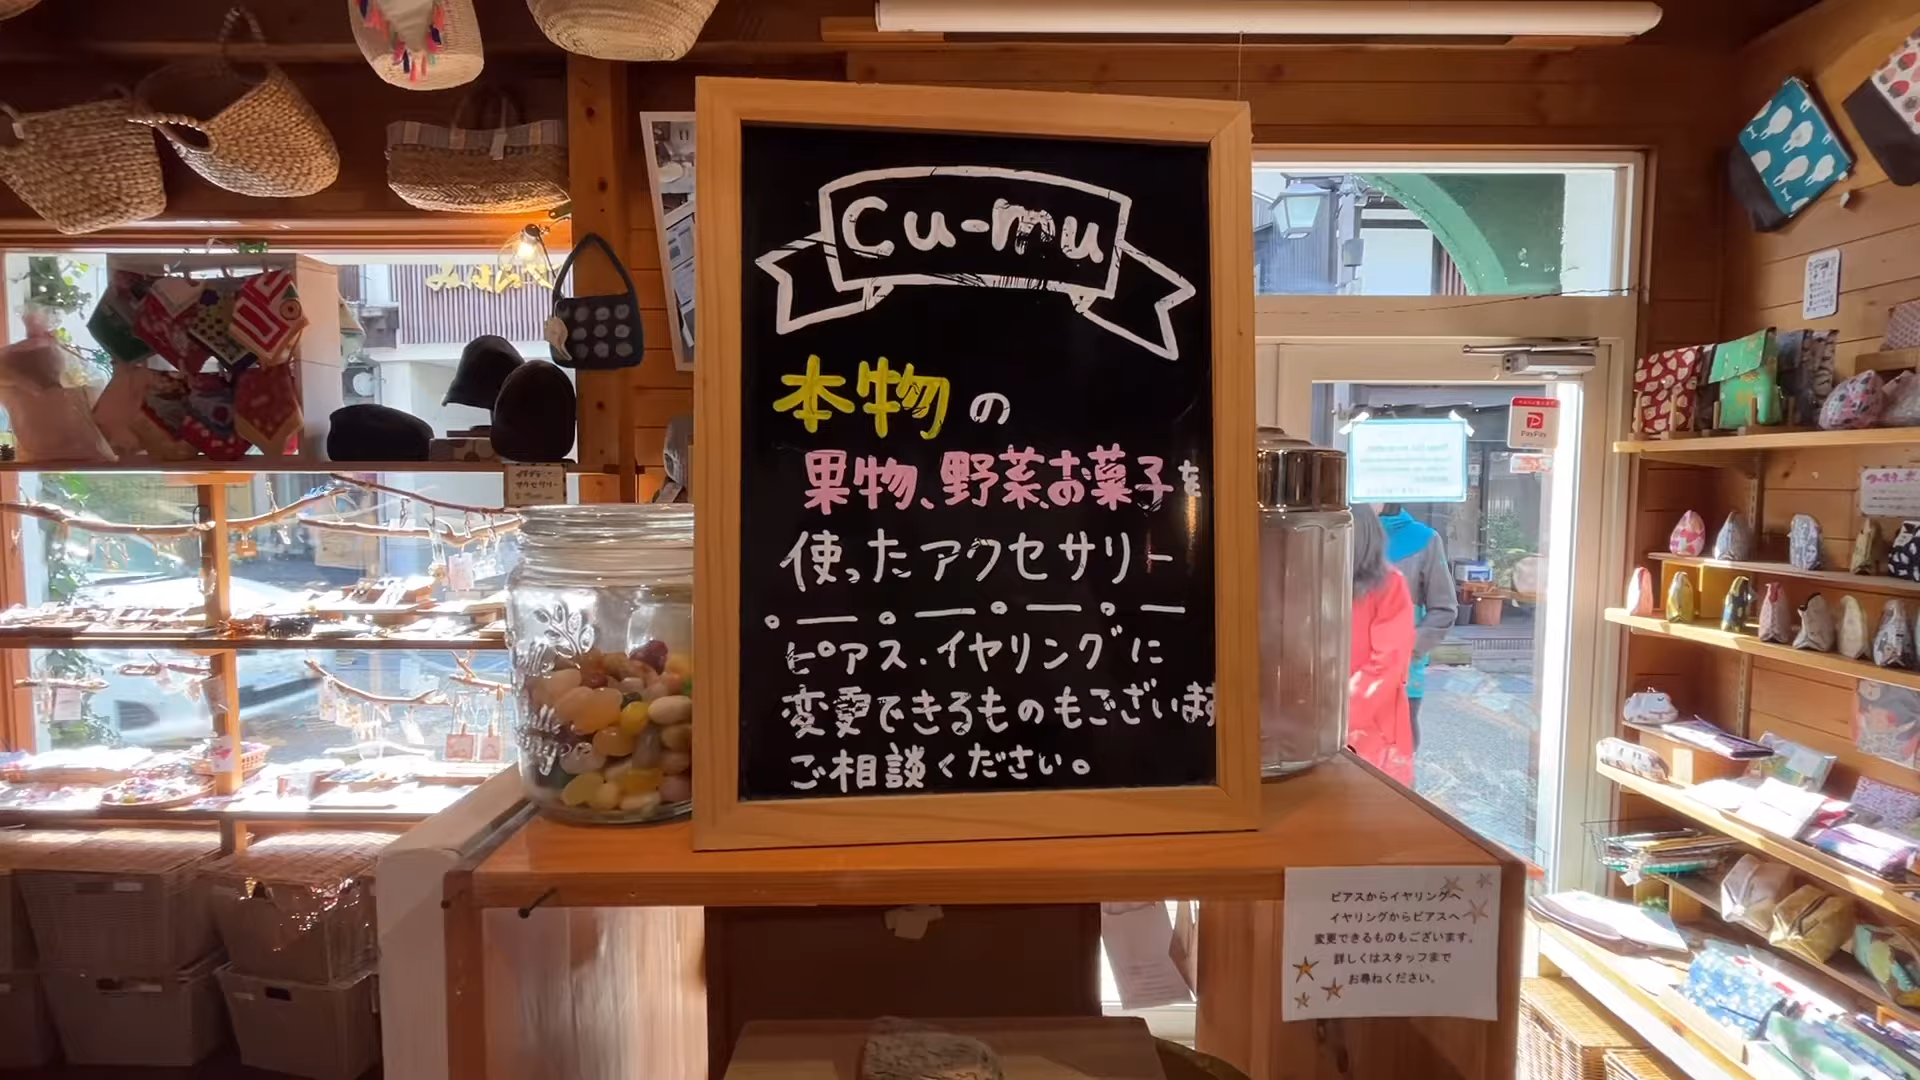 Cu-mu
本物の
果物、野菜、お菓子を
使ったアクセサリー
ピアス・イヤリングに
変更できるものもございます
ご相談ください。
ピアスからイヤリングへ
イヤリングからピアスへ
変更できるものもございます。
詳しくはスタッフまで
お尋ねください。
PayPay